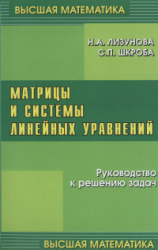 ВЫСШАЯ МАТЕМАТИКА
Н.А. ЛИЗУНОВА
С.П. ШКРОБА
МАТРИЦЫ
И СИСТЕМЫ
ЛИНЕЙНЫХ УРАВНЕНИЙ
Руководство
к решению задач
ВЫСШАЯ МАТЕМАТИКА